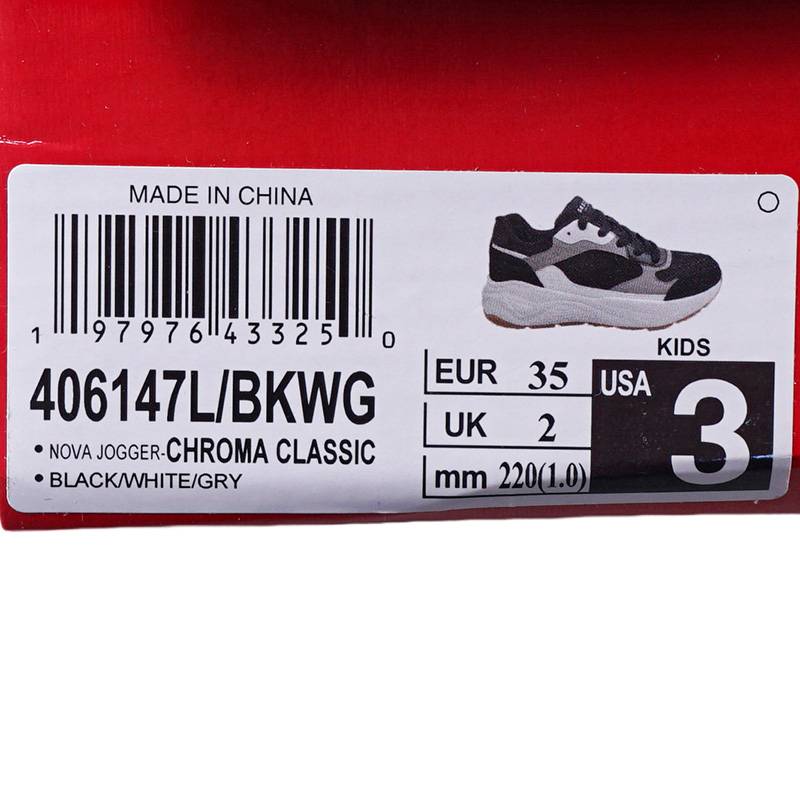 MADE IN CHINA
1 97976 43325 0
406147L/BKWG
• NOVA JOGGER-CHROMA CLASSIC
• BLACK/WHITE/GRY
KIDS
EUR 35
UK 2
mm 220(1.0)
USA 3